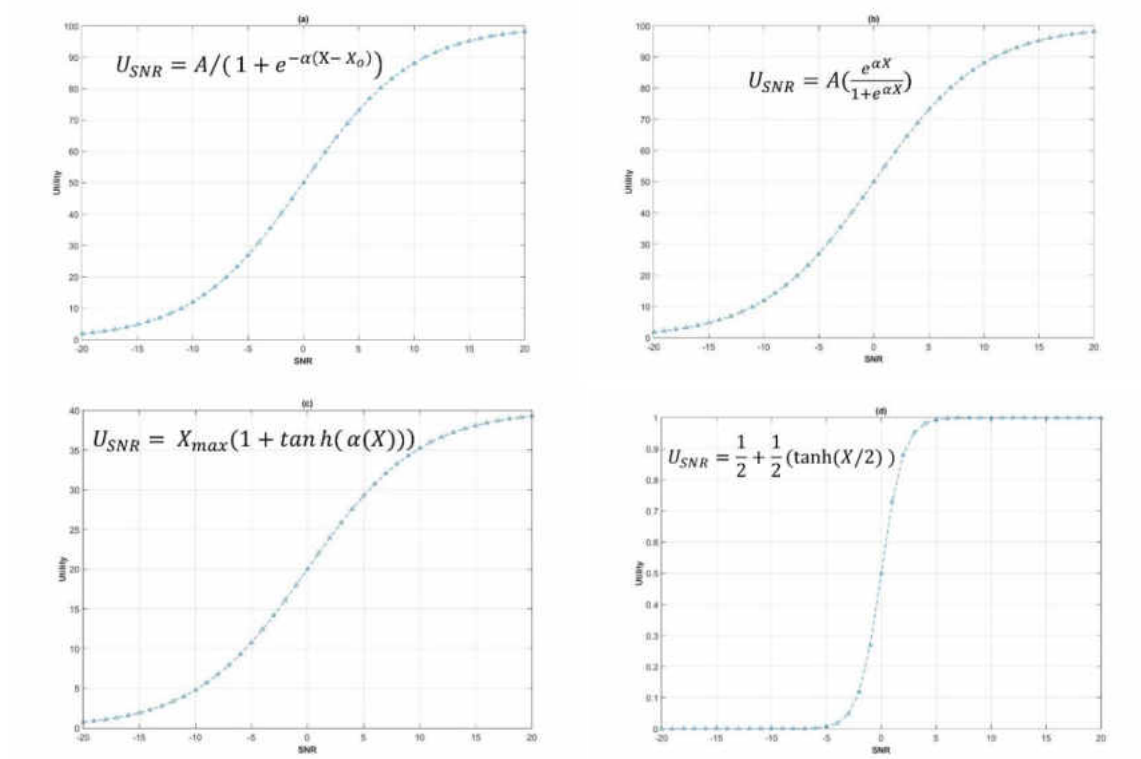 (a)
U_SNR = A/( 1 + e^−α(X− X_o))
100
90
80
70
60
50
40
30
20
10
0
Utility
-20 -15 -10 -5 0 5 10 15 20
SNR
(b)
U_SNR = A(e^αX / 1+e^αX)
100
90
80
70
60
50
40
30
20
10
0
Utility
-20 -15 -10 -5 0 5 10 15 20
SNR
(c)
U_SNR = X_max(1 + tan h( α(X)))
40
35
30
25
20
15
10
5
0
Utility
-20 -15 -10 -5 0 5 10 15 20
SNR
(d)
U_SNR = 1/2 + 1/2 (tanh(X/2) )
1
0.9
0.8
0.7
0.6
0.5
0.4
0.3
0.2
0.1
0
Utility
-20 -15 -10 -5 0 5 10 15 20
SNR